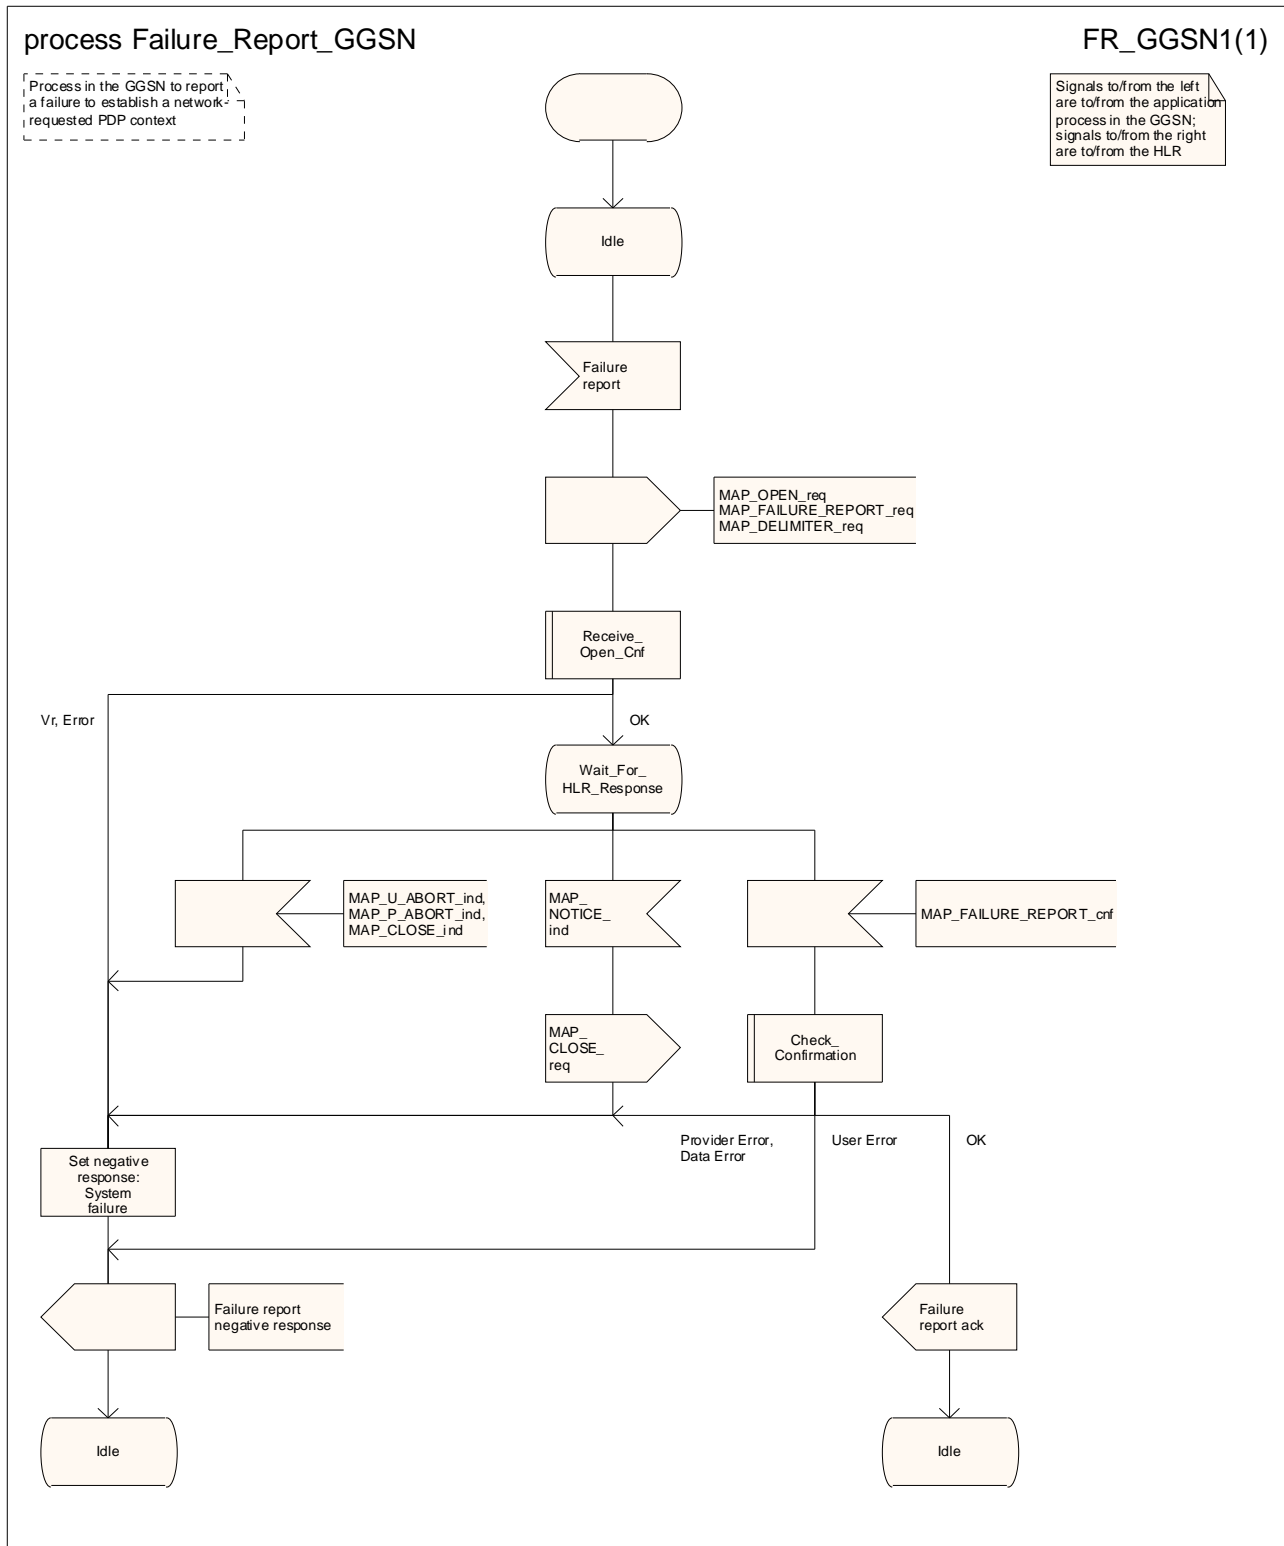 process Failure_Report_GGSN
FR_GGSN1(1)
Process in the GGSN to report
a failure to establish a network-
requested PDP context
Signals to/from the left
are to/from the application
process in the GGSN;
signals to/from the right
are to/from the HLR
Idle
Failure
report
MAP_OPEN_req
MAP_FAILURE_REPORT_req
MAP_DELIMITER_req
Receive_
Open_Cnf
Vr, Error
OK
Wait_For_
HLR_Response
MAP_U_ABORT_ind,
MAP_P_ABORT_ind,
MAP_CLOSE_ind
MAP_
NOTICE_
ind
MAP_FAILURE_REPORT_cnf
MAP_
CLOSE_
req
Check_
Confirmation
Provider Error,
Data Error
User Error
OK
Set negative
response:
System
failure
Failure report
negative response
Failure
report ack
Idle
Idle